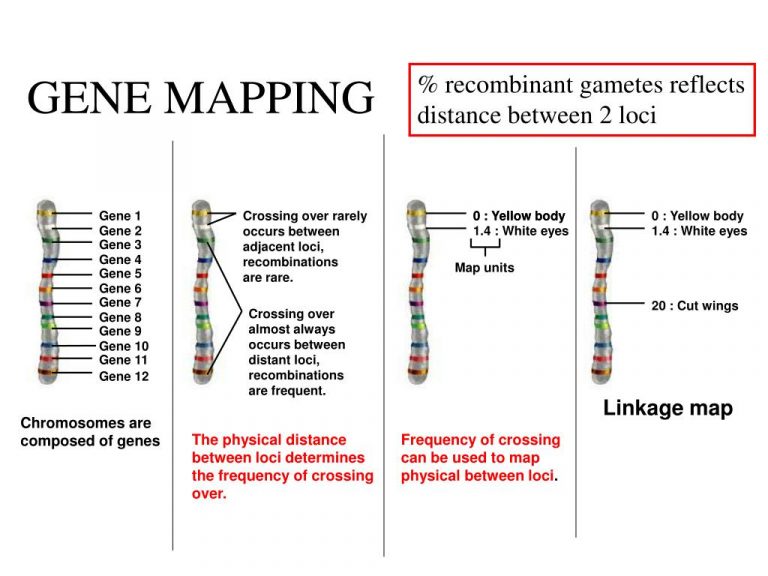 GENE MAPPING
% recombinant gametes reflects
distance between 2 loci
Gene 1
Gene 2
Gene 3
Gene 4
Gene 5
Gene 6
Gene 7
Gene 8
Gene 9
Gene 10
Gene 11
Gene 12
Chromosomes are
composed of genes
Crossing over rarely
occurs between
adjacent loci,
recombinations
are rare.
Crossing over
almost always
occurs between
distant loci,
recombinations
are frequent.
The physical distance
between loci determines
the frequency of crossing
over.
0 : Yellow body
1.4 : White eyes
Map units
Frequency of crossing
can be used to map
physical between loci.
0 : Yellow body
1.4 : White eyes
20 : Cut wings
Linkage map